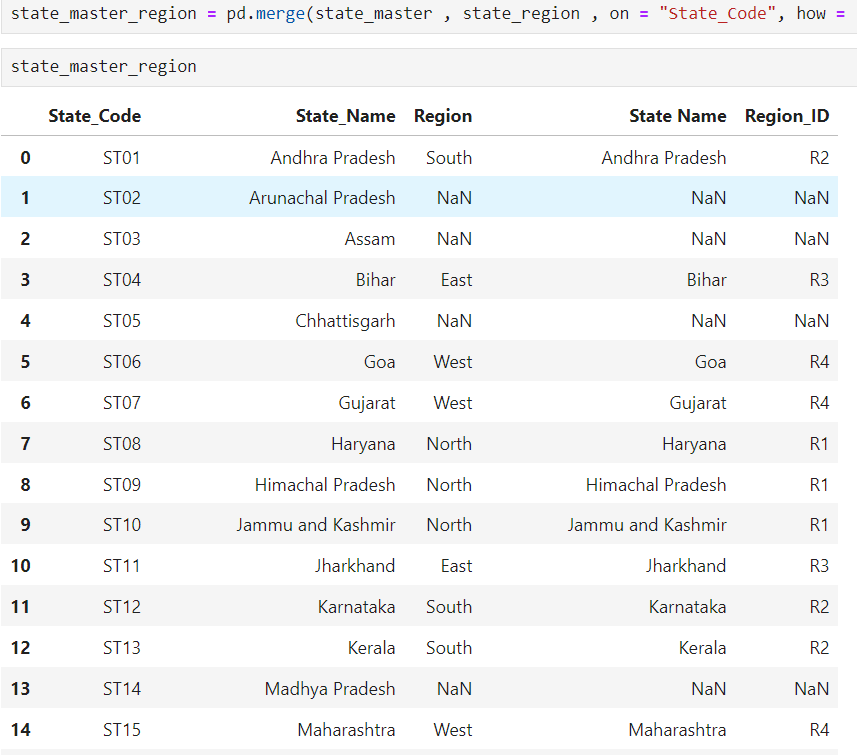 state_master_region = pd.merge(state_master , state_region , on = "State_Code", how =
state_master_region
State_Code State_Name Region State Name Region_ID
0 ST01 Andhra Pradesh South Andhra Pradesh R2
1 ST02 Arunachal Pradesh NaN NaN NaN
2 ST03 Assam NaN NaN NaN
3 ST04 Bihar East Bihar R3
4 ST05 Chhattisgarh NaN NaN NaN
5 ST06 Goa West Goa R4
6 ST07 Gujarat West Gujarat R4
7 ST08 Haryana North Haryana R1
8 ST09 Himachal Pradesh North Himachal Pradesh R1
9 ST10 Jammu and Kashmir North Jammu and Kashmir R1
10 ST11 Jharkhand East Jharkhand R3
11 ST12 Karnataka South Karnataka R2
12 ST13 Kerala South Kerala R2
13 ST14 Madhya Pradesh NaN NaN NaN
14 ST15 Maharashtra West Maharashtra R4